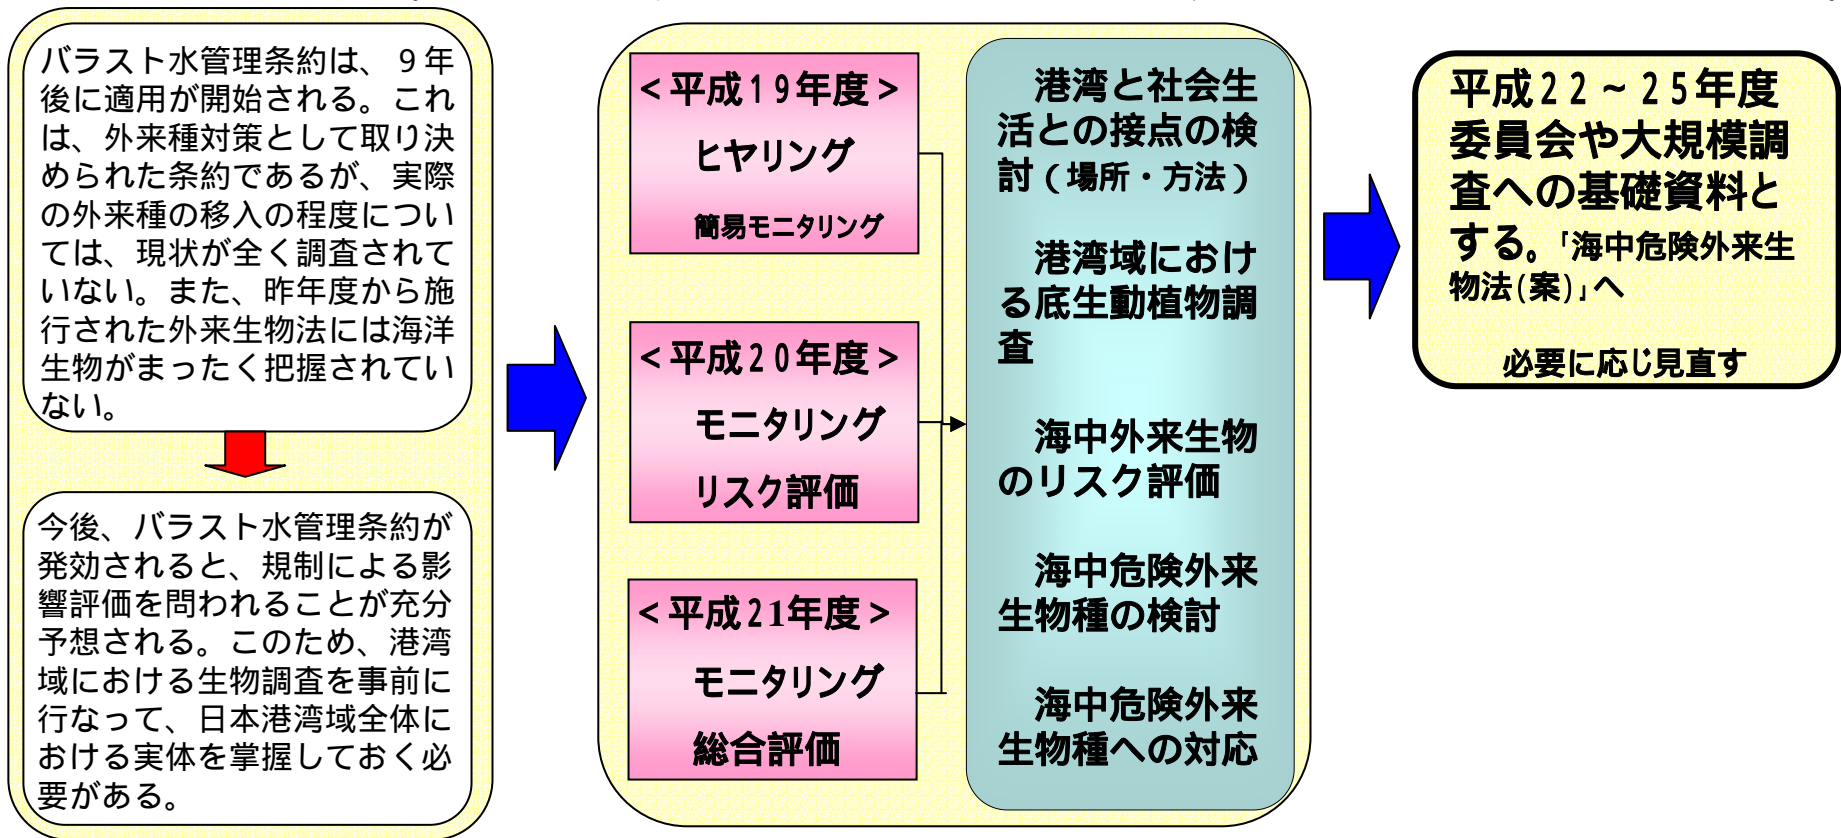 バラスト水管理条約は、９年
後に適用が開始される。これ
は、外来種対策として取り決
められた条約であるが、実際
の外来種の移入の程度につい
ては、現状が全く調査されて
いない。また、昨年度から施
行された外来生物法には海洋
生物がまったく把握されてい
ない。
今後、バラスト水管理条約が
発効されると、規制による影
響評価を問われることが充分
予想される。このため、港湾
域における生物調査を事前に
行なって、日本港湾域全体に
おける実体を掌握しておく必
要がある。
＜平成19年度＞
ヒヤリング
簡易モニタリング
＜平成20年度＞
モニタリング
リスク評価
＜平成21年度＞
モニタリング
総合評価
港湾と社会生
活との接点の検
討（場所・方法）
港湾域におけ
る底生動植物調
査
海中外来生物
のリスク評価
海中危険外来
生物種の検討
海中危険外来
生物種への対応
平成22～25年度
委員会や大規模調
査への基礎資料と
する。「海中危険外来生
物法(案)」へ
必要に応じ見直す